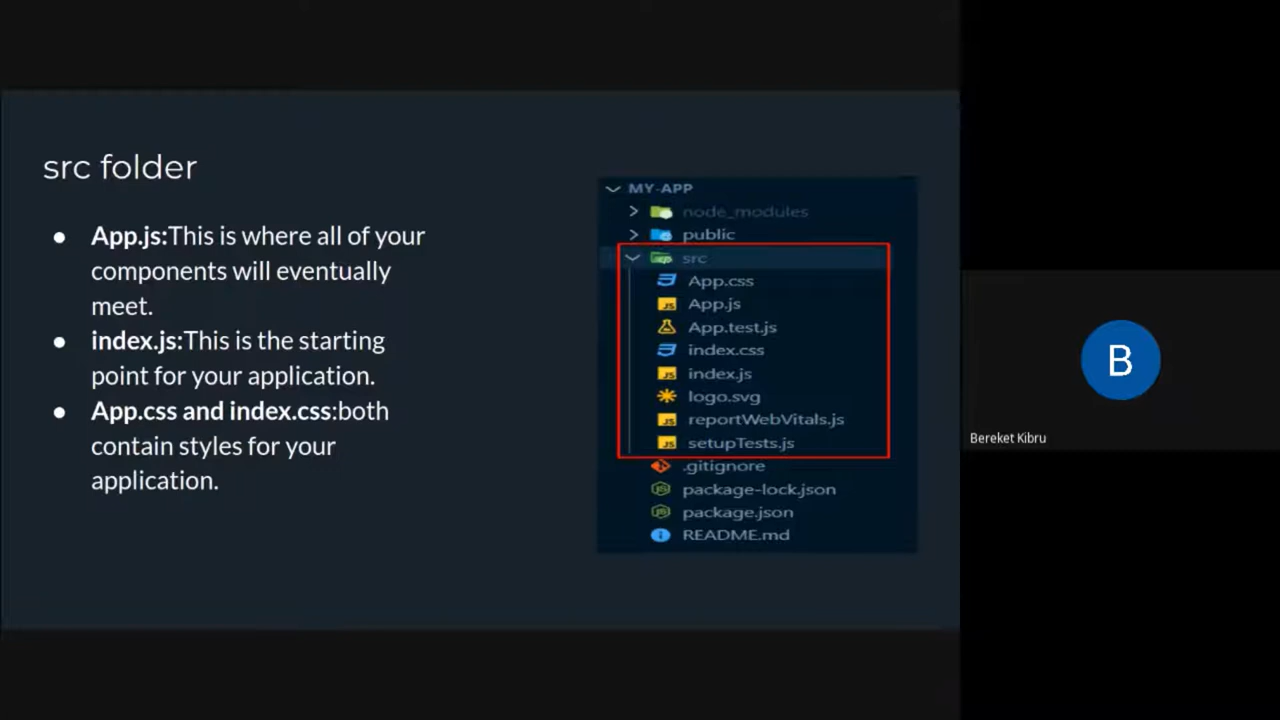 src folder
● App.js:This is where all of your
components will eventually
meet.
● index.js:This is the starting
point for your application.
● App.css and index.css:both
contain styles for your
application.
MY-APP
node_modules
public
src
App.css
App.js
App.test.js
index.css
JS index.js
logo.svg
JS reportWebVitals.js
JS setupTests.js
.gitignore
package-lock.json
package.json
README.md
B
Bereket Kibru